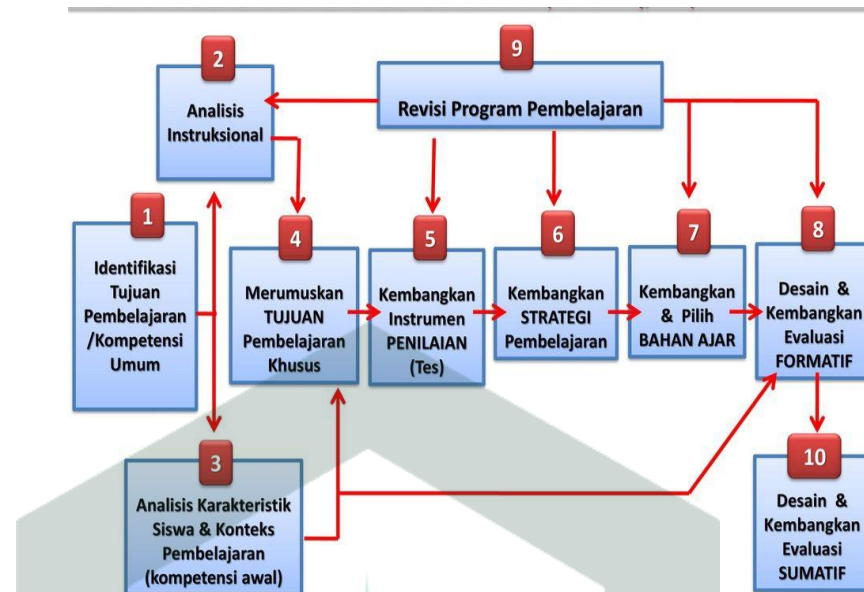 1
Identifikasi
Tujuan
Pembelajaran
/Kompetensi
Umum
2
Analisis
Instruksional
3
Analisis Karakteristik
Siswa & Konteks
Pembelajaran
(kompetensi awal)
4
Merumuskan
TUJUAN
Pembelajaran
Khusus
5
Kembangkan
Instrumen
PENILAIAN
(Tes)
6
Kembangkan
STRATEGI
Pembelajaran
7
Kembangkan
& Pilih
BAHAN AJAR
8
Desain &
Kembangkan
Evaluasi
FORMATIF
9
Revisi Program Pembelajaran
10
Desain &
Kembangkan
Evaluasi
SUMATIF